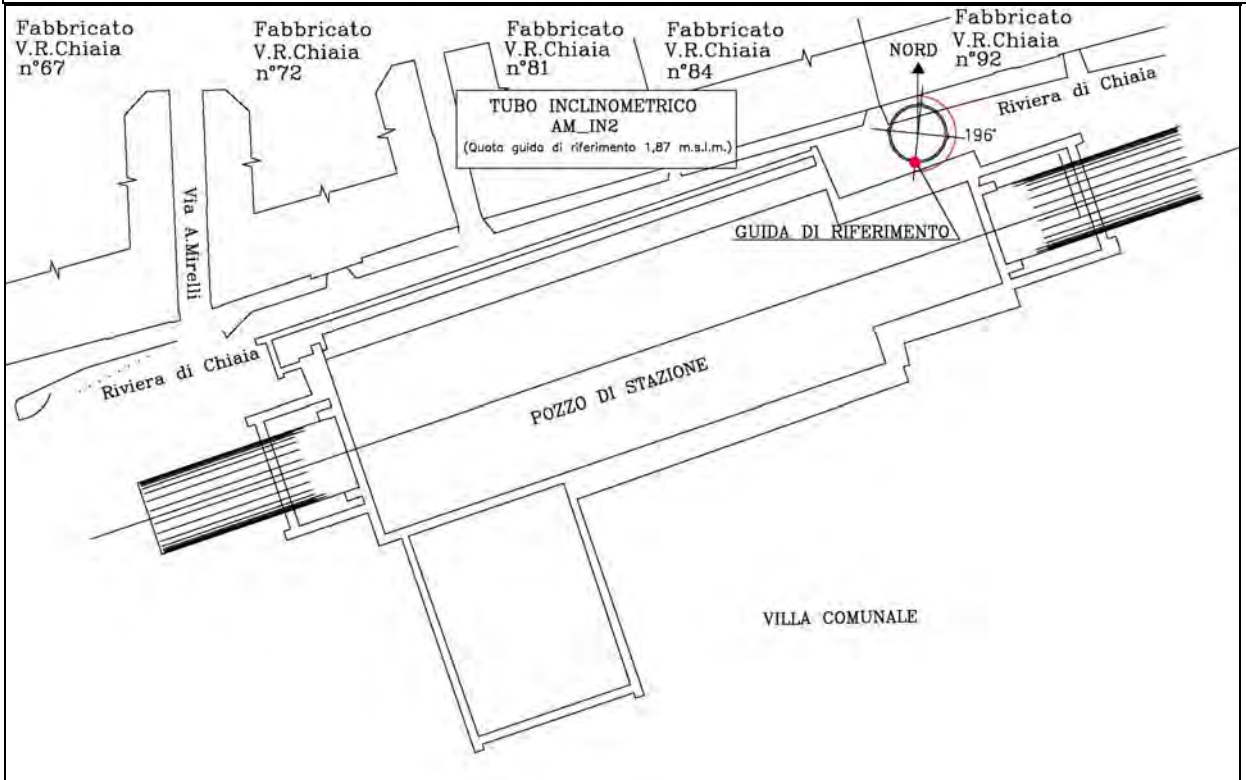 Fabbricato
V.R.Chiaia
n°67
Fabbricato
V.R.Chiaia
n°72
Fabbricato
V.R.Chiaia
n°81
Fabbricato
V.R.Chiaia
n°84
Fabbricato
V.R.Chiaia
n°92
NORD
TUBO INCLINOMETRICO
AM_IN2
(Quota guida di riferimento 1,87 m.s.l.m.)
Riviera di Chiaia
196°
Via A.Mirelli
GUIDA DI RIFERIMENTO
Riviera di Chiaia
POZZO DI STAZIONE
VILLA COMUNALE